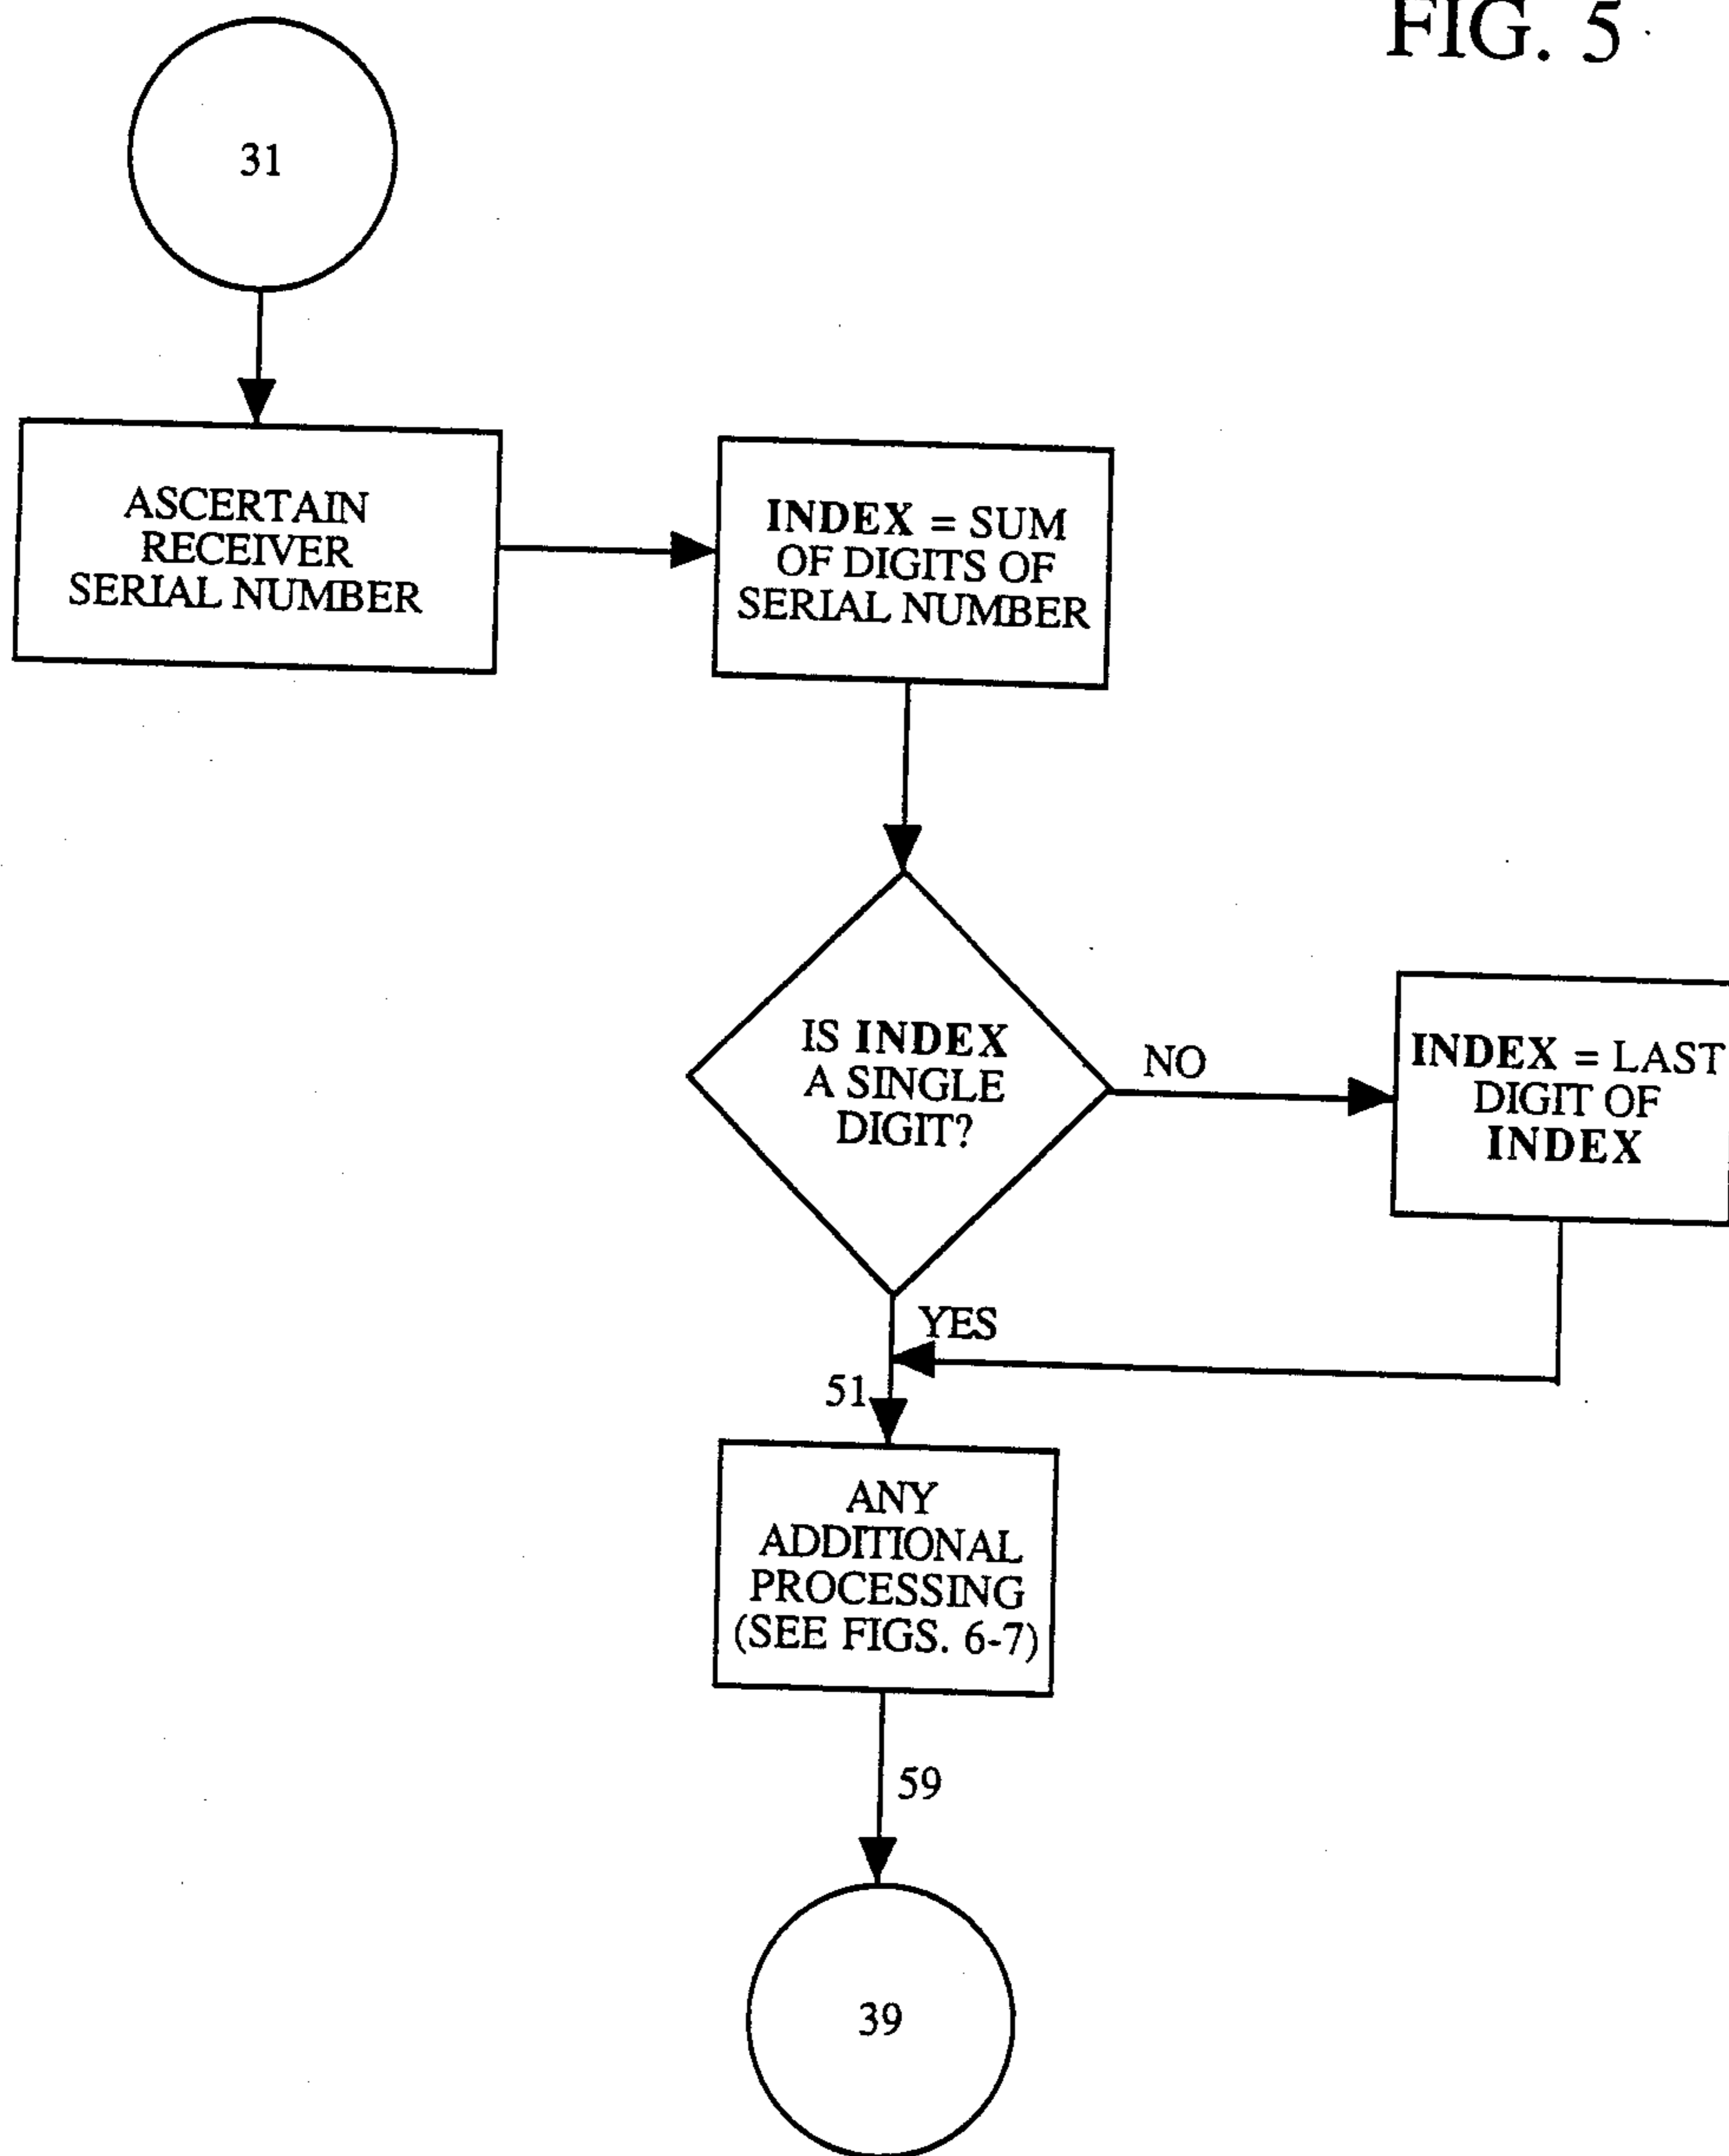 FIG. 5
31
ASCERTAIN
RECEIVER
SERIAL NUMBER
INDEX = SUM
OF DIGITS OF
SERIAL NUMBER
IS INDEX
A SINGLE
DIGIT?
NO
INDEX = LAST
DIGIT OF
INDEX
YES
51
ANY
ADDITIONAL
PROCESSING
(SEE FIGS. 6-7)
59
39